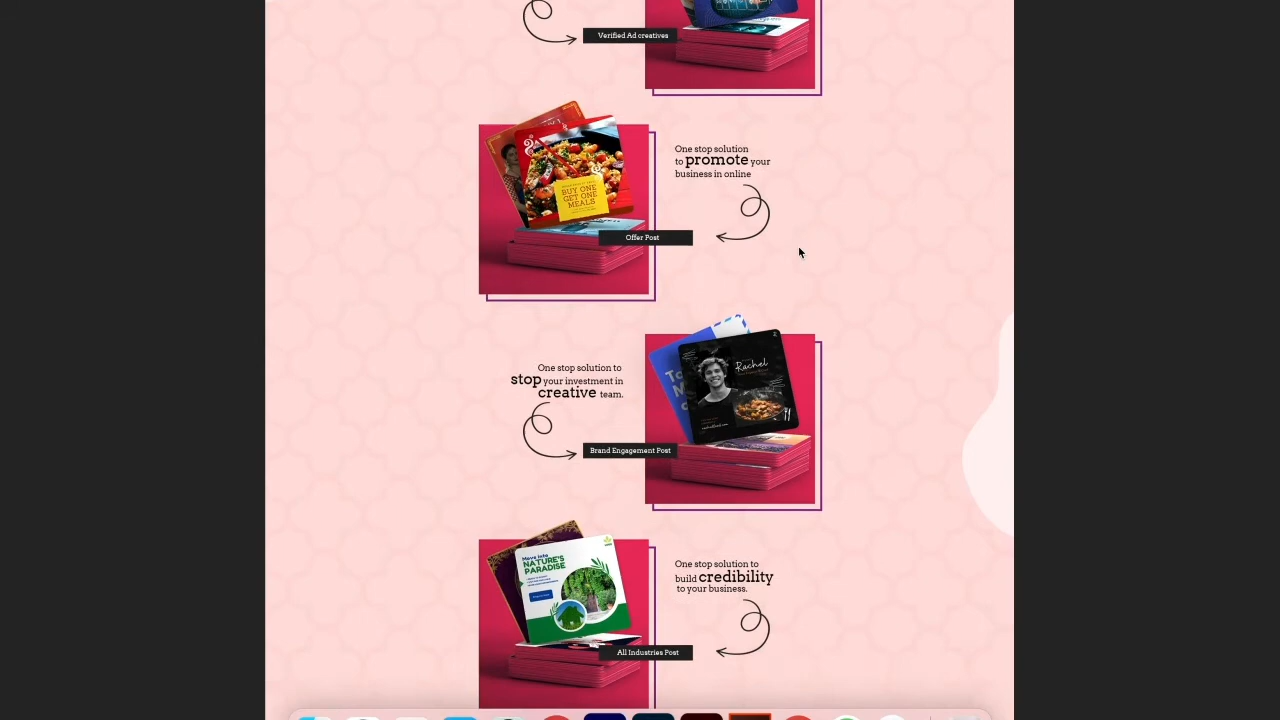 Verified Ad creatives
One stop solution
to promote your
business in online
BUY ONE
GET ONE
MEALS
Offer Post
One stop solution to
stop your investment in
creative team.
Rachel
Brand Engagement Post
Move into
NATURE'S
PARADISE
One stop solution to
build credibility
to your business.
All Industries Post